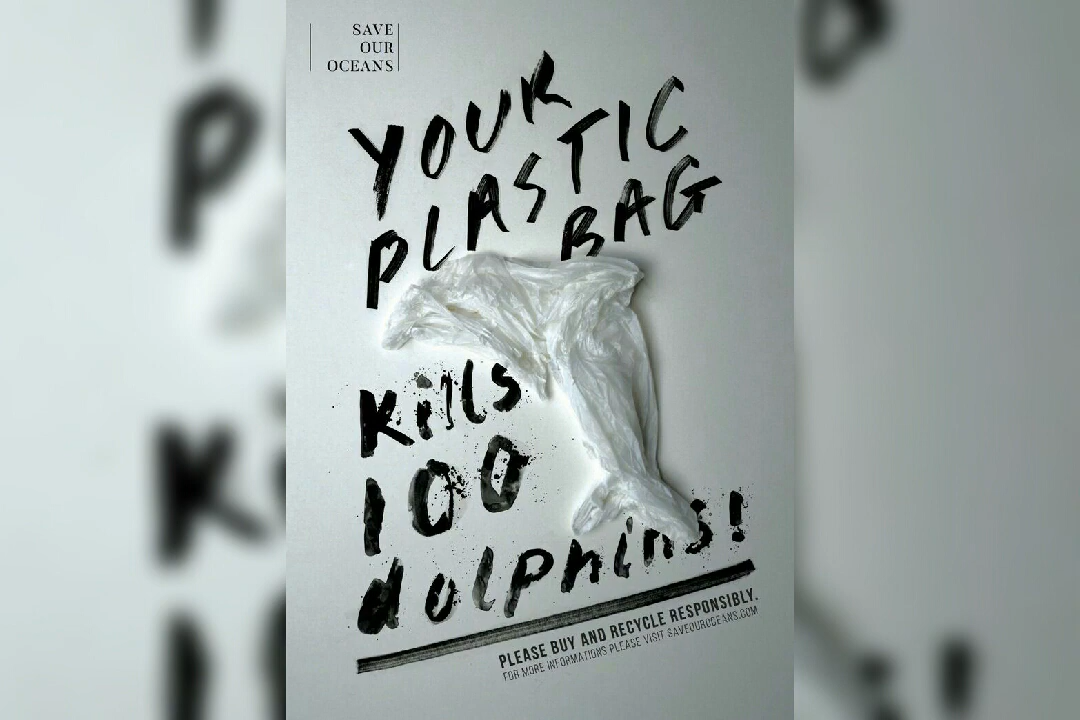 SAVE
OUR
OCEANS
YOUR
PLASTIC
BAG
Kills
100
dolphins!
PLEASE BUY AND RECYCLE RESPONSIBLY.
FOR MORE INFORMATIONS PLEASE VISIT SAVEOUROCEANS.COM